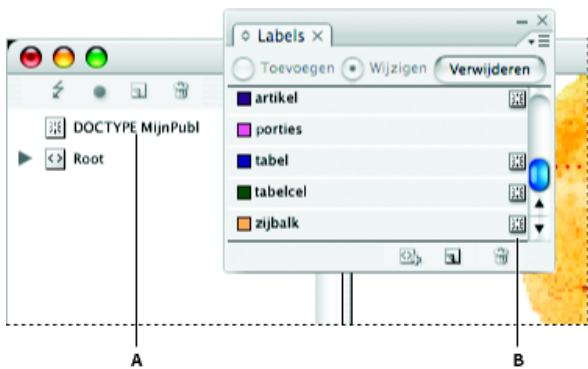 Labels
Toevoegen Wijzigen Verwijderen
artikel
DOCTYPE MijnPubl
porties
Root
tabel
tabelcel
zijbalk
A B